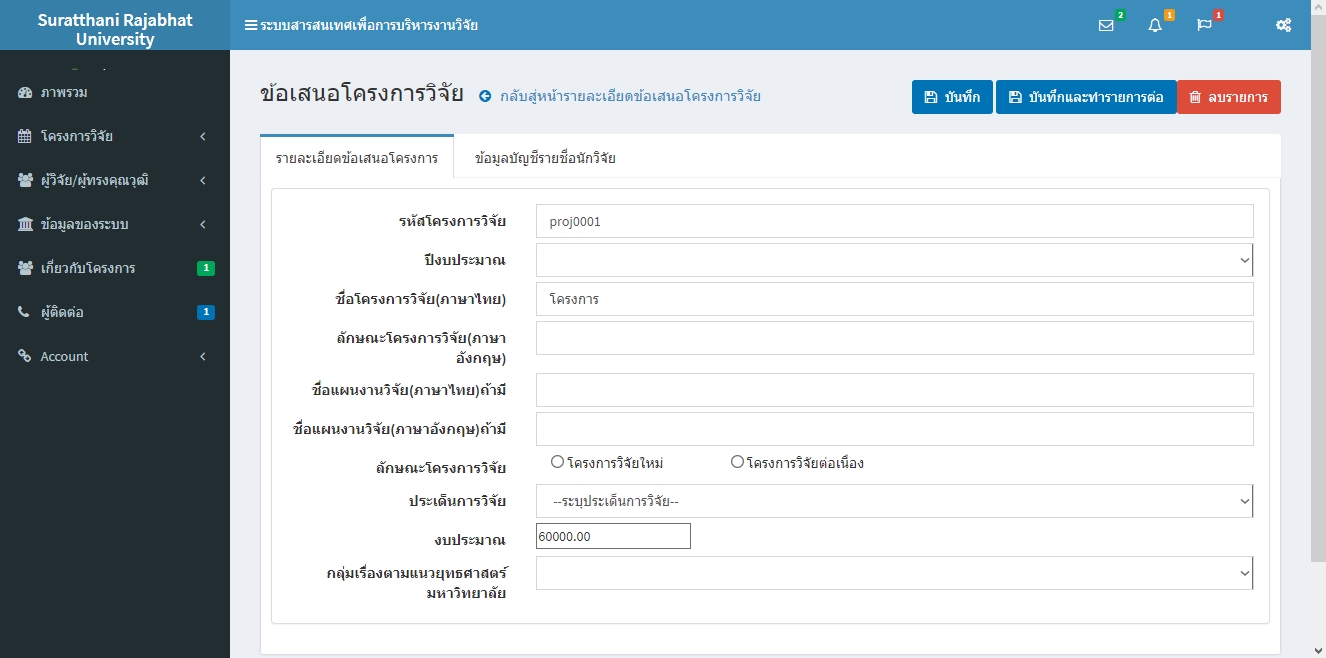 Suratthani Rajabhat
University
ระบบสารสนเทศเพื่อการบริหารงานวิจัย
2
1
1
ภาพรวม
โครงการวิจัย
ผู้วิจัย/ผู้ทรงคุณวุฒิ
ข้อมูลของระบบ
เกี่ยวกับโครงการ 1
ผู้ติดต่อ 1
Account
ข้อเสนอโครงการวิจัย กลับสู่หน้ารายละเอียดข้อเสนอโครงการวิจัย
บันทึก บันทึกและทำรายการต่อ ลบรายการ
รายละเอียดข้อเสนอโครงการ ข้อมูลบัญชีรายชื่อนักวิจัย
รหัสโครงการวิจัย proj0001
ปีงบประมาณ
ชื่อโครงการวิจัย(ภาษาไทย) โครงการ
ลักษณะโครงการวิจัย(ภาษา
อังกฤษ)
ชื่อแผนงานวิจัย(ภาษาไทย)ถ้ามี
ชื่อแผนงานวิจัย(ภาษาอังกฤษ)ถ้ามี
ลักษณะโครงการวิจัย โครงการวิจัยใหม่ โครงการวิจัยต่อเนื่อง
ประเด็นการวิจัย --ระบุประเด็นการวิจัย--
งบประมาณ 60000.00
กลุ่มเรื่องตามแนวยุทธศาสตร์
มหาวิทยาลัย